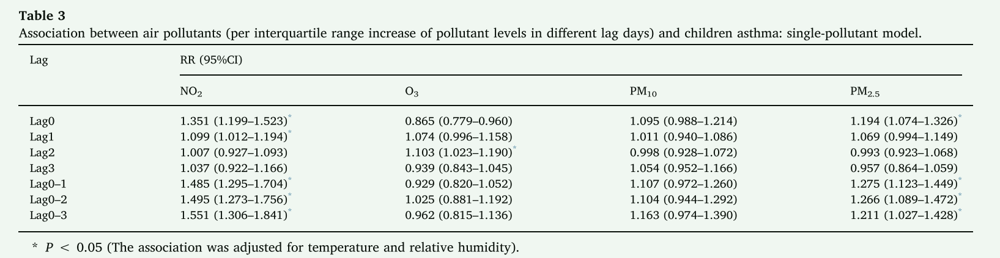 Table 3
Association between air pollutants (per interquartile range increase of pollutant levels in different lag days) and children asthma: single-pollutant model.
Lag RR (95%CI)
NO₂ O₃ PM₁₀ PM₂.₅
Lag0 1.351 (1.199–1.523)* 0.865 (0.779–0.960) 1.095 (0.988–1.214) 1.194 (1.074–1.326)*
Lag1 1.099 (1.012–1.194)* 1.074 (0.996–1.158) 1.011 (0.940–1.086) 1.069 (0.994–1.149)
Lag2 1.007 (0.927–1.093) 1.103 (1.023–1.190)* 0.998 (0.928–1.072) 0.993 (0.923–1.068)
Lag3 1.037 (0.922–1.166) 0.939 (0.843–1.045) 1.054 (0.952–1.166) 0.957 (0.864–1.059)
Lag0–1 1.485 (1.295–1.704)* 0.929 (0.820–1.052) 1.107 (0.972–1.260) 1.275 (1.123–1.449)*
Lag0–2 1.495 (1.273–1.756)* 1.025 (0.881–1.192) 1.104 (0.944–1.292) 1.266 (1.089–1.472)*
Lag0–3 1.551 (1.306–1.841)* 0.962 (0.815–1.136) 1.163 (0.974–1.390) 1.211 (1.027–1.428)*
* P < 0.05 (The association was adjusted for temperature and relative humidity).